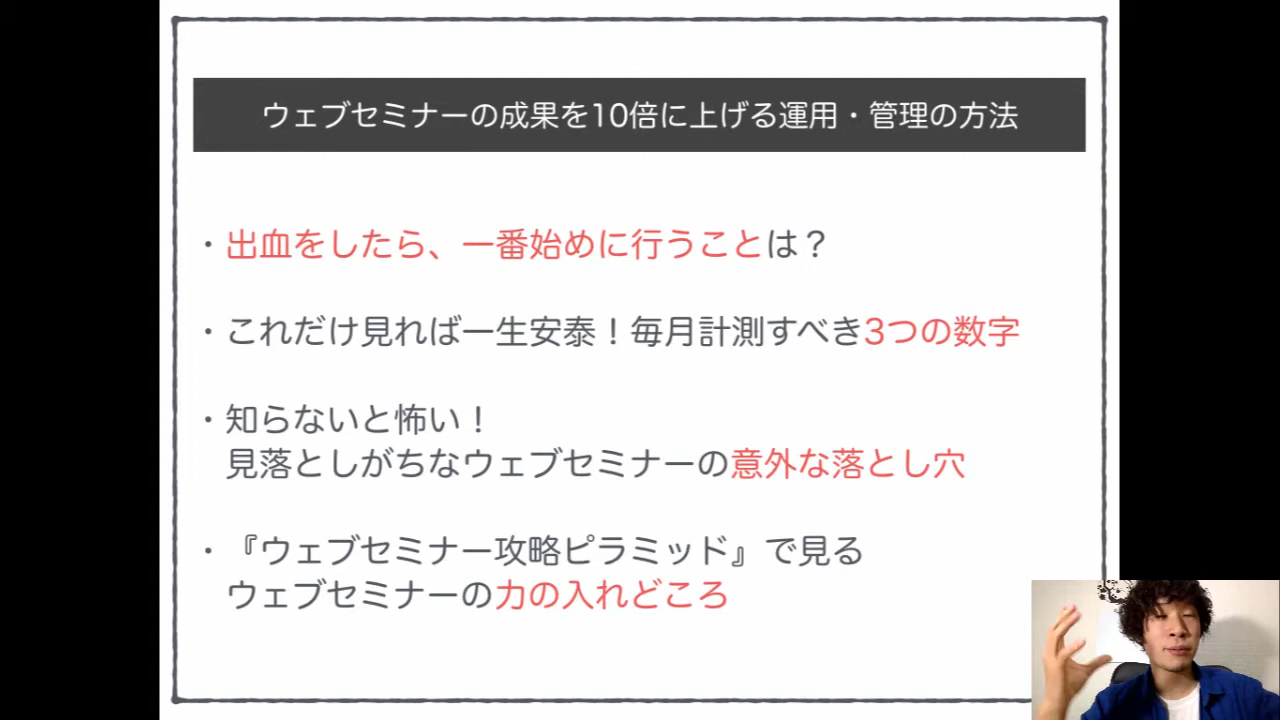 ウェブセミナーの成果を10倍に上げる運用・管理の方法
・出血をしたら、一番始めに行うことは？
・これだけ見れば一生安泰！毎月計測すべき3つの数字
・知らないと怖い！
見落としがちなウェブセミナーの意外な落とし穴
・『ウェブセミナー攻略ピラミッド』で見る
ウェブセミナーの力の入れどころ